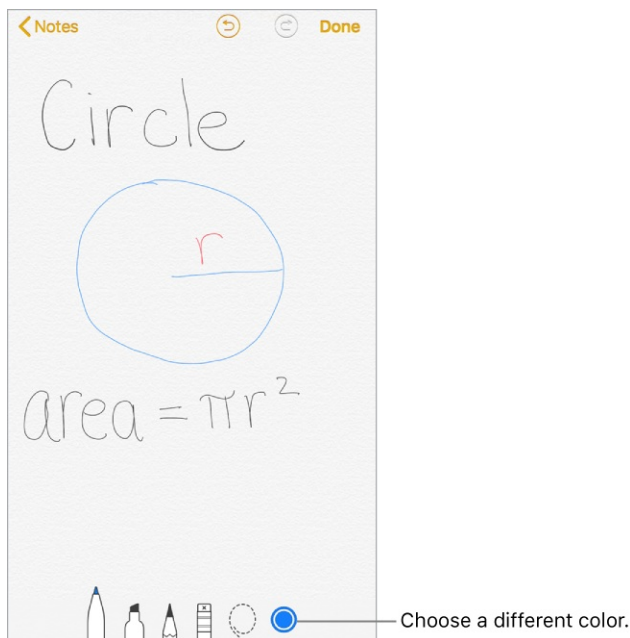 Notes Done
Circle
r
area = πr²
Choose a different color.